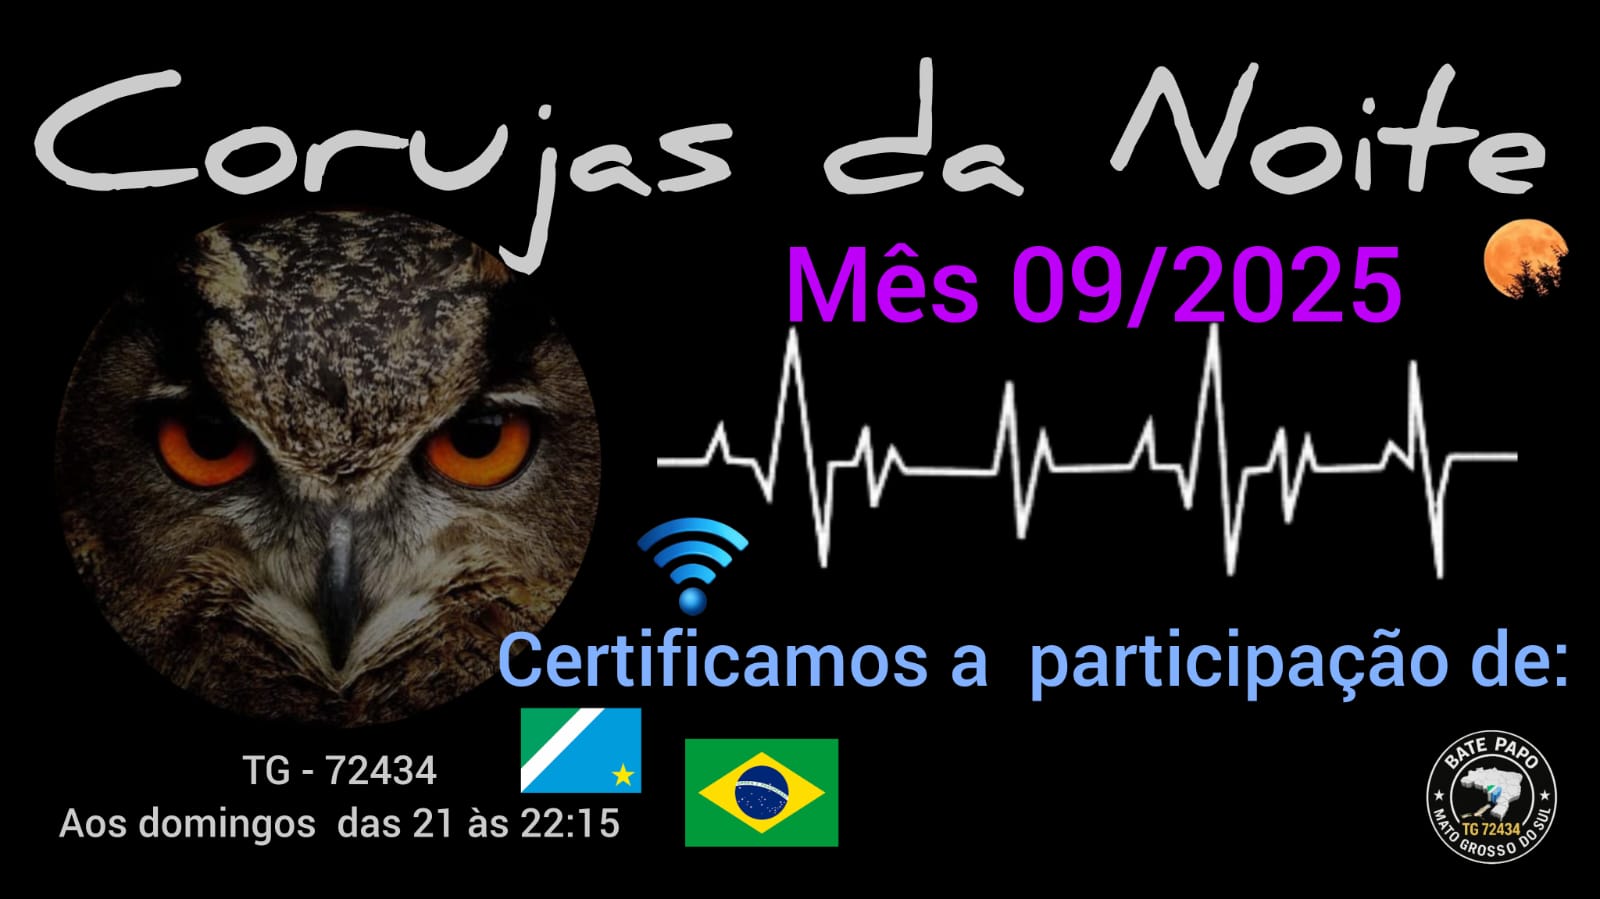 Corujas da Noite
Mês 09/2025
Certificamos a participação de:
TG - 72434
Aos domingos das 21 às 22:15
BATE PAPO
TG 72434
MATO GROSSO DO SUL